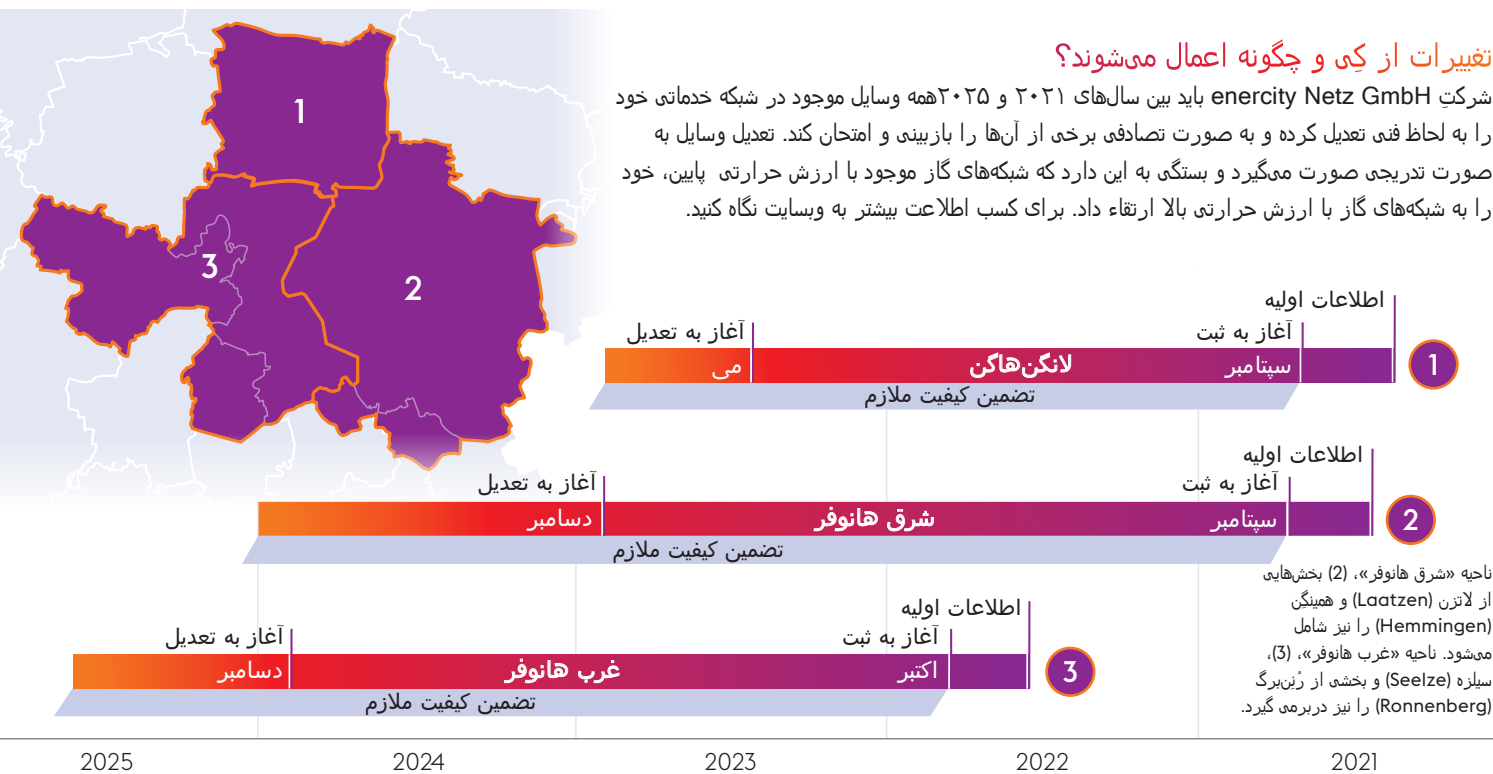 تغییرات از کِی و چگونه اعمال می‌شوند؟
شرکتِ enercity Netz GmbH باید بین سال‌های ۲۰۲۱ و ۲۰۲۵همه وسایل موجود در شبکه خدماتی خود
را به لحاظ فنی تعدیل کرده و به صورت تصادفی برخی از آن‌ها را بازبینی و امتحان کند. تعدیل وسایل به
صورت تدریجی صورت می‌گیرد و بستگی به این دارد که شبکه‌های گاز موجود با ارزش حرارتی پایین، خود
را به شبکه‌های گاز با ارزش حرارتی بالا ارتقاء داد. برای کسب اطلاعت بیشتر به وبسایت نگاه کنید.
1
2
3
اطلاعات اولیه
آغاز به ثبت
آغاز به تعدیل
1
سپتامبر
لانگن‌هاگن
می
تضمین کیفیت ملازم
اطلاعات اولیه
آغاز به ثبت
آغاز به تعدیل
2
سپتامبر
شرق هانوفر
دسامبر
تضمین کیفیت ملازم
ناحیه «شرق هانوفر»، (2) بخش‌هایی
از لاتزن (Laatzen) و همینگِن
(Hemmingen) را نیز شامل
می‌شود. ناحیه «غرب هانوفر»، (3)،
سیلزه (Seelze) و بخشی از رُنِن‌برگ
(Ronnenberg) را نیز دربرمی گیرد.
اطلاعات اولیه
آغاز به ثبت
آغاز به تعدیل
3
اکتبر
غرب هانوفر
دسامبر
تضمین کیفیت ملازم
2025 2024 2023 2022 2021